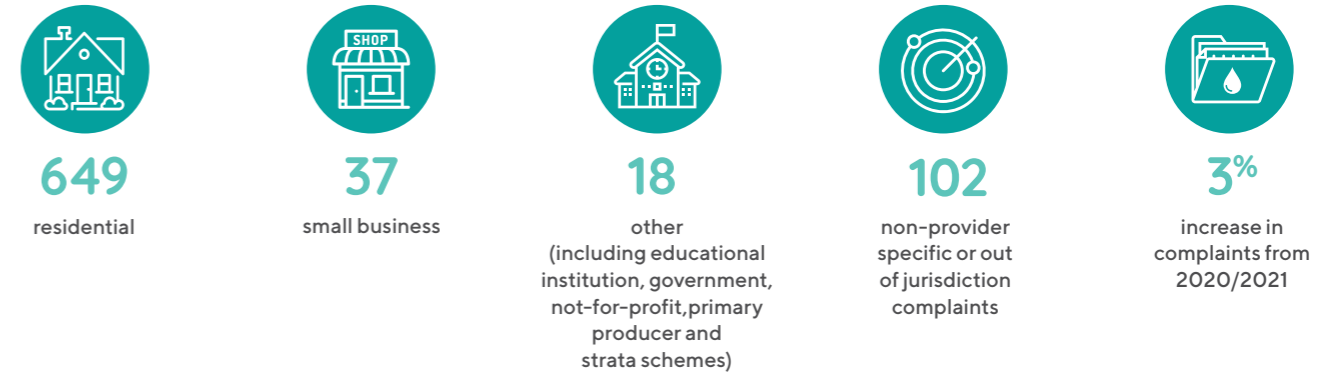 SHOP
649
residential
37
small business
18
other
(including educational
institution, government,
not-for-profit,primary
producer and
strata schemes)
102
non-provider
specific or out
of jurisdiction
complaints
3%
increase in
complaints from
2020/2021